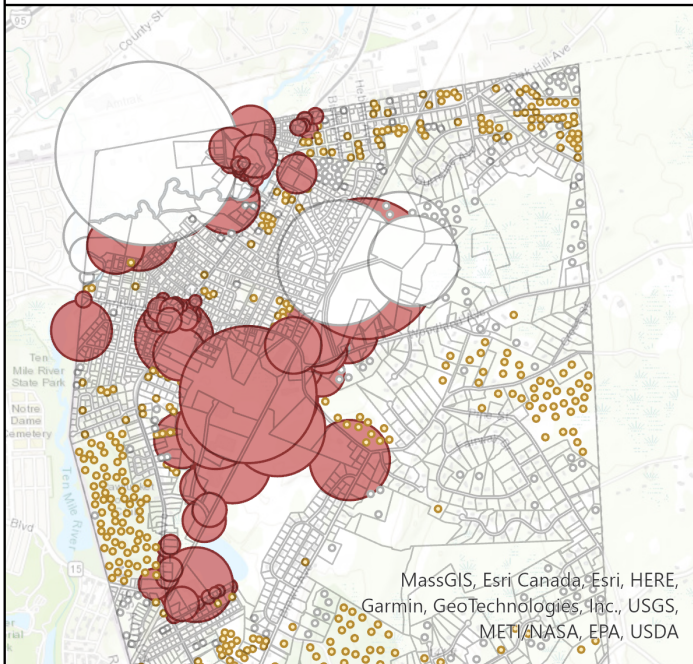 95
County St
Oak Hill Ave
Ten
Mile River
State Park
Notre
Dame
Cemetery
Ten Mile River
Blvd
15
MassGIS, Esri Canada, Esri, HERE,
Garmin, GeoTechnologies, Inc., USGS,
METI/NASA, EPA, USDA